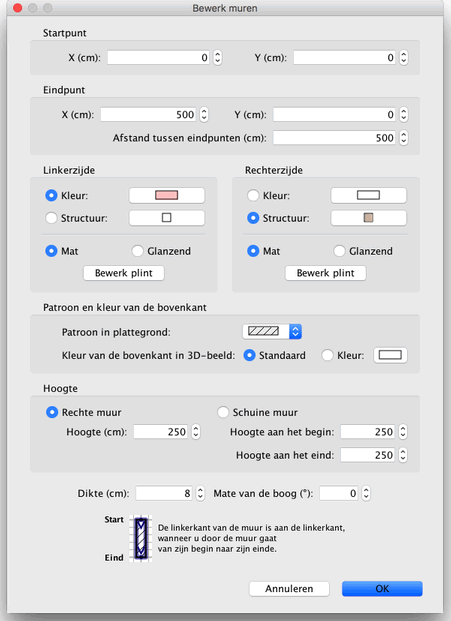 Bewerk muren
Startpunt
X (cm): 0 Y (cm): 0
Eindpunt
X (cm): 500 Y (cm): 0
Afstand tussen eindpunten (cm): 500
Linkerzijde Rechterzijde
Kleur: Kleur:
Structuur: Structuur:
Mat Glanzend Mat Glanzend
Bewerk plint Bewerk plint
Patroon en kleur van de bovenkant
Patroon in plattegrond:
Kleur van de bovenkant in 3D-beeld: Standaard Kleur:
Hoogte
Rechte muur Schuine muur
Hoogte (cm): 250 Hoogte aan het begin: 250
Hoogte aan het eind: 250
Dikte (cm): 8 Mate van de boog (°): 0
Start
De linkerkant van de muur is aan de linkerkant,
wanneer u door de muur gaat
van zijn begin naar zijn einde.
Eind
Annuleren OK